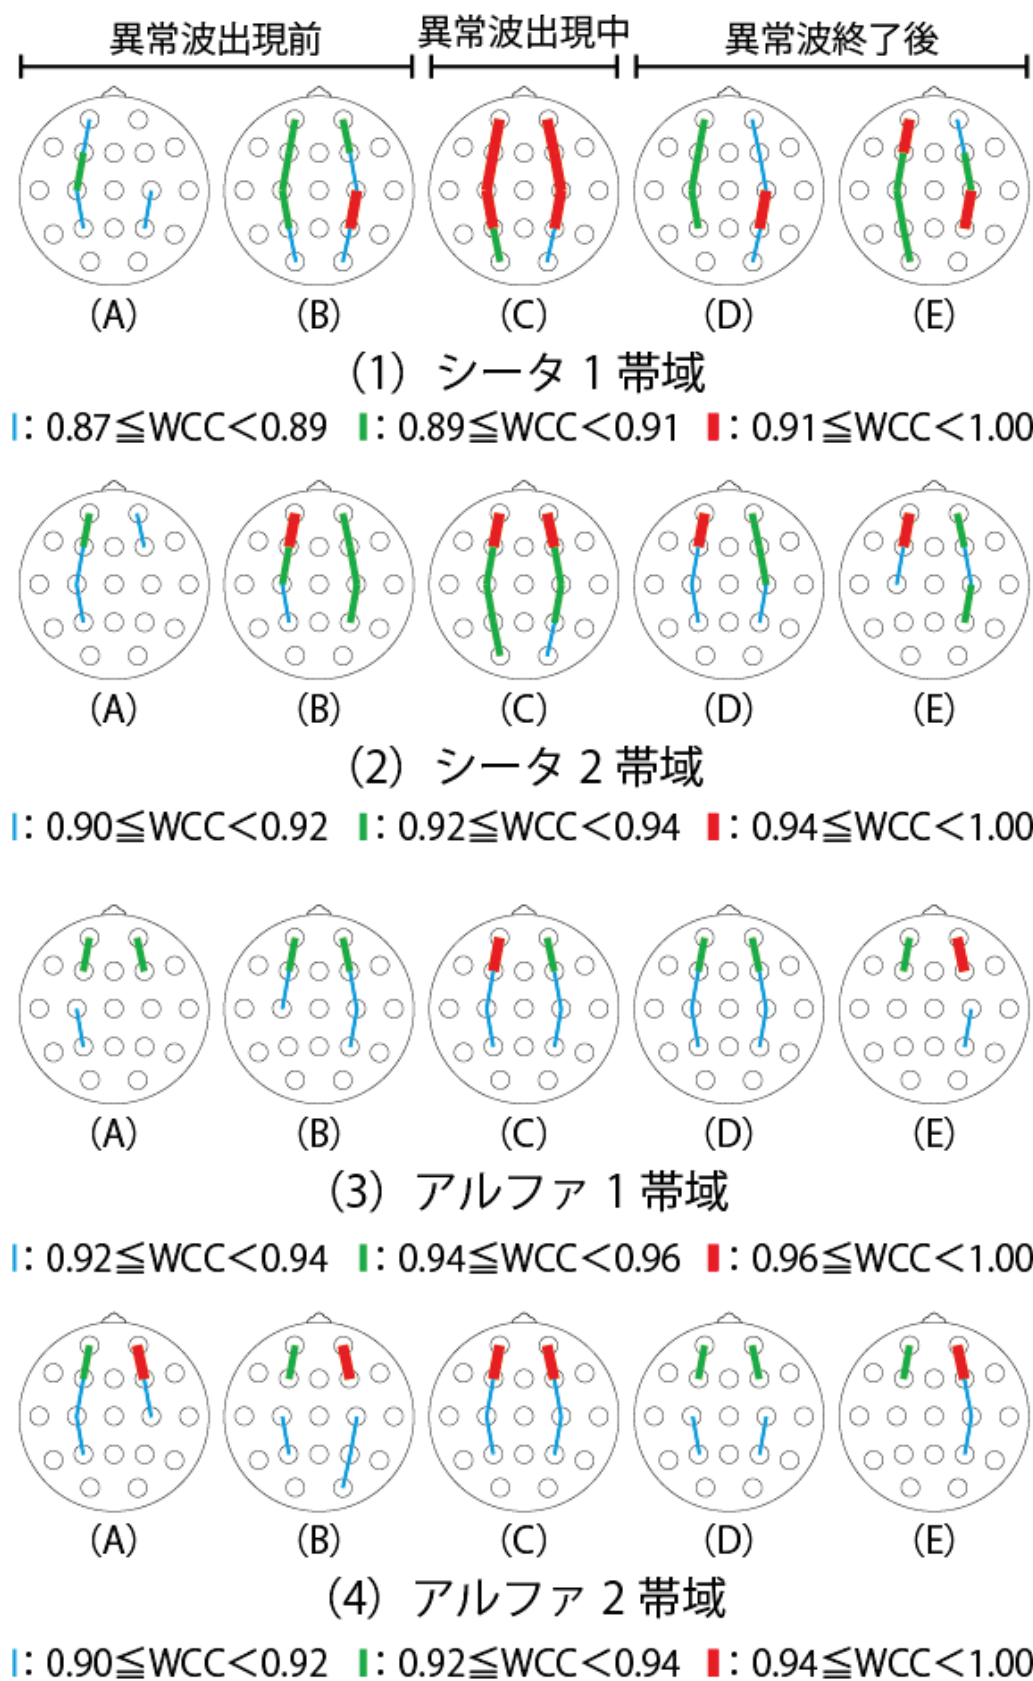 異常波出現前 異常波出現中 異常波終了後
(A) (B) (C) (D) (E)
(1) シータ 1 帯域
: 0.87≦WCC<0.89 : 0.89≦WCC<0.91 : 0.91≦WCC<1.00
(A) (B) (C) (D) (E)
(2) シータ 2 帯域
: 0.90≦WCC<0.92 : 0.92≦WCC<0.94 : 0.94≦WCC<1.00
(A) (B) (C) (D) (E)
(3) アルファ 1 帯域
: 0.92≦WCC<0.94 : 0.94≦WCC<0.96 : 0.96≦WCC<1.00
(A) (B) (C) (D) (E)
(4) アルファ 2 帯域
: 0.90≦WCC<0.92 : 0.92≦WCC<0.94 : 0.94≦WCC<1.00